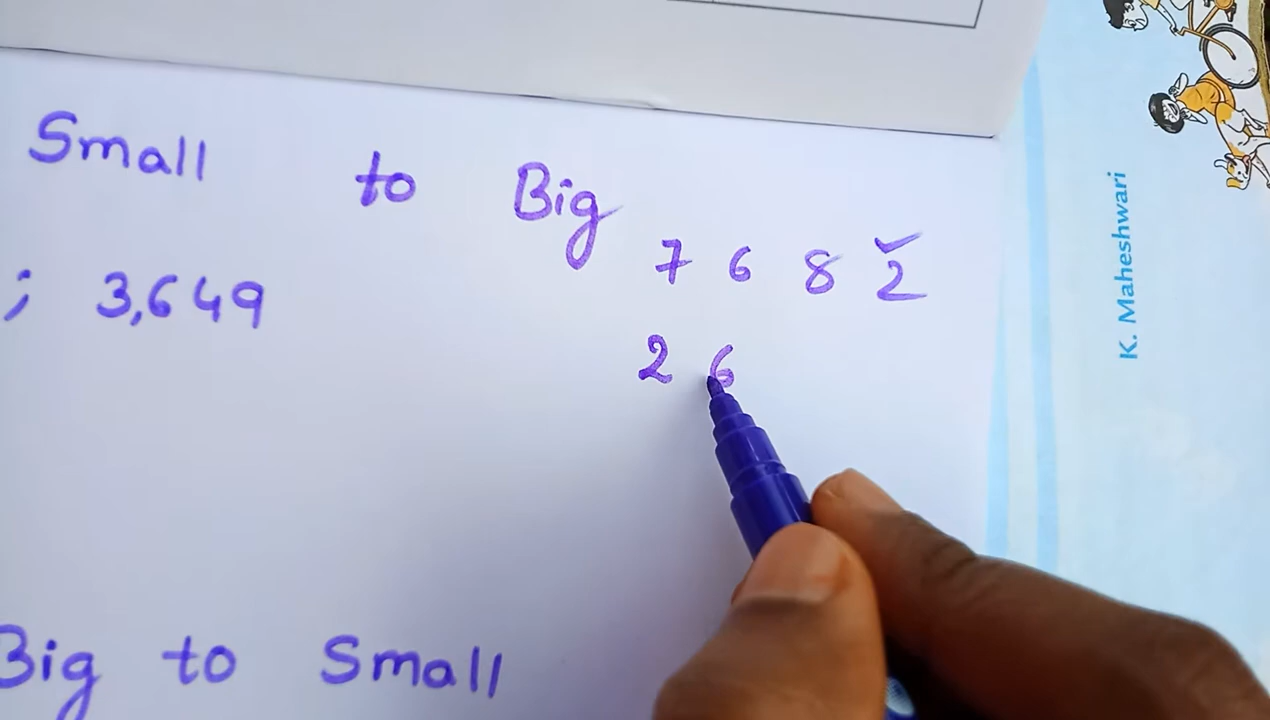 Small to Big
7 6 8 2
; 3,649
2 6
Big to Small
K. Maheshwari